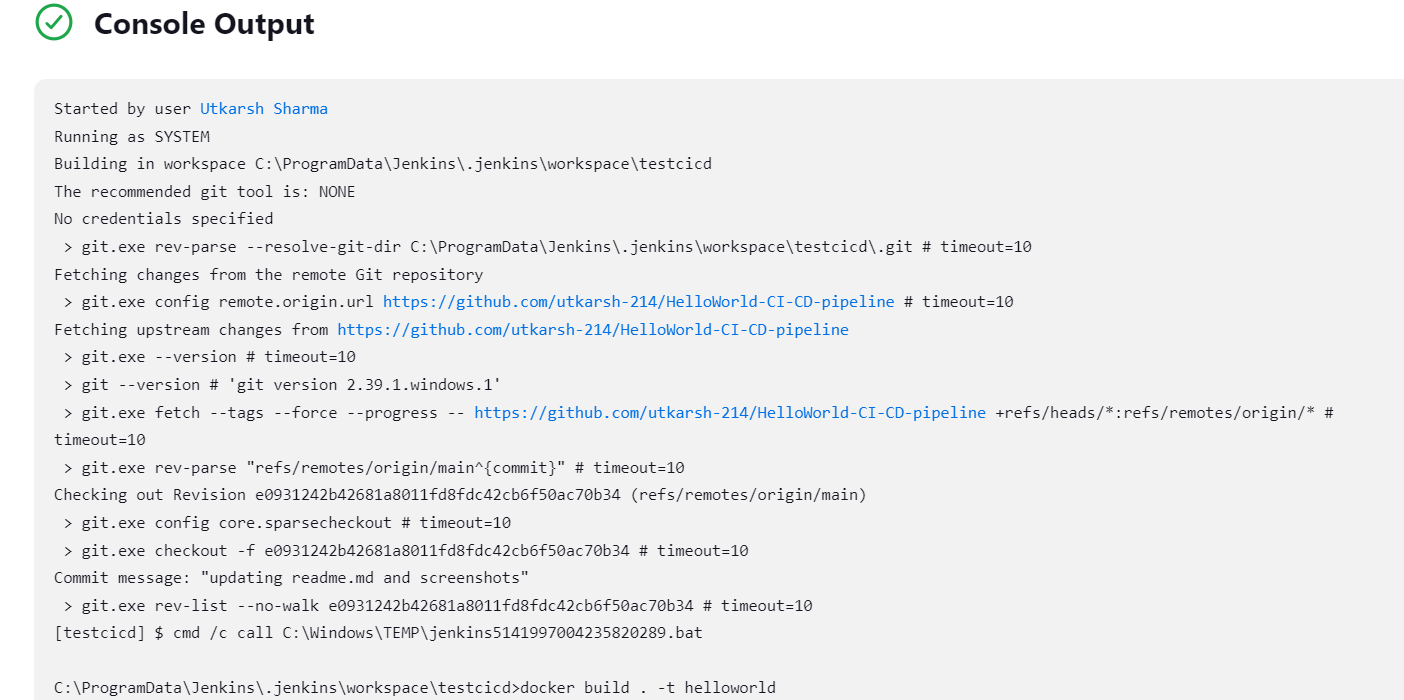 Console Output
Started by user Utkarsh Sharma
Running as SYSTEM
Building in workspace C:\ProgramData\Jenkins\.jenkins\workspace\testcicd
The recommended git tool is: NONE
No credentials specified
 > git.exe rev-parse --resolve-git-dir C:\ProgramData\Jenkins\.jenkins\workspace\testcicd\.git # timeout=10
Fetching changes from the remote Git repository
 > git.exe config remote.origin.url https://github.com/utkarsh-214/HelloWorld-CI-CD-pipeline # timeout=10
Fetching upstream changes from https://github.com/utkarsh-214/HelloWorld-CI-CD-pipeline
 > git.exe --version # timeout=10
 > git --version # 'git version 2.39.1.windows.1'
 > git.exe fetch --tags --force --progress -- https://github.com/utkarsh-214/HelloWorld-CI-CD-pipeline +refs/heads/*:refs/remotes/origin/* #
timeout=10
 > git.exe rev-parse "refs/remotes/origin/main^{commit}" # timeout=10
Checking out Revision e0931242b42681a8011fd8fdc42cb6f50ac70b34 (refs/remotes/origin/main)
 > git.exe config core.sparsecheckout # timeout=10
 > git.exe checkout -f e0931242b42681a8011fd8fdc42cb6f50ac70b34 # timeout=10
Commit message: "updating readme.md and screenshots"
 > git.exe rev-list --no-walk e0931242b42681a8011fd8fdc42cb6f50ac70b34 # timeout=10
[testcicd] $ cmd /c call C:\Windows\TEMP\jenkins5141997004235820289.bat
C:\ProgramData\Jenkins\.jenkins\workspace\testcicd>docker build . -t helloworld